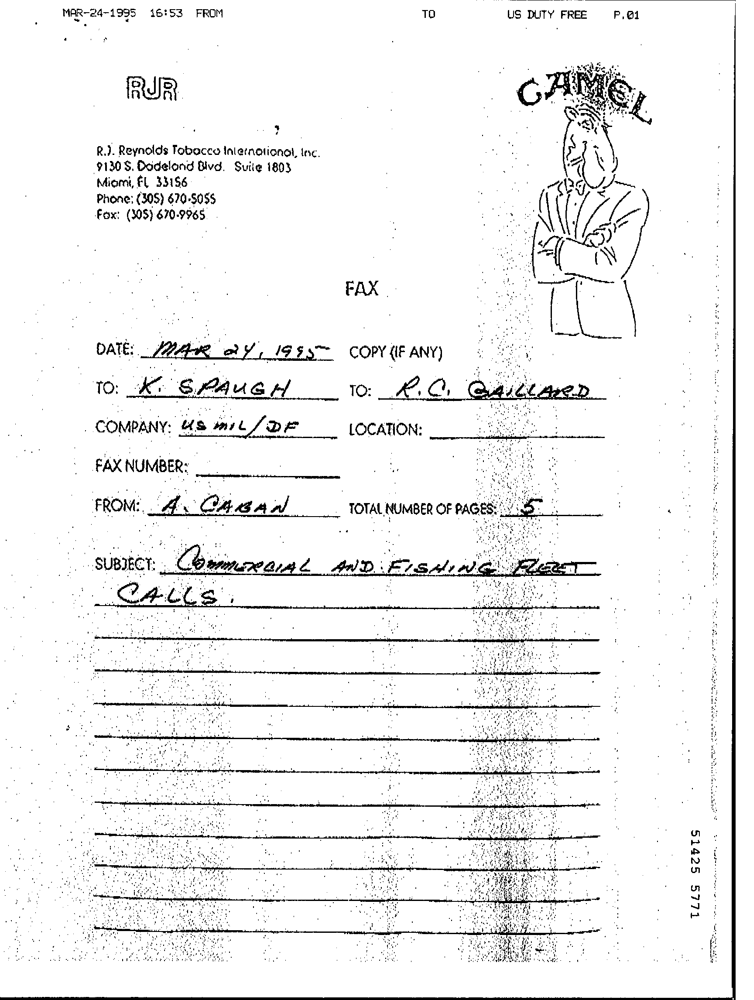 MAR-24-1995 16:53 FROM TO US DUTY FREE P.01
RJR
CAMEL
R.J. Reynolds Tobacco International, Inc.
9130 S. Dadeland Blvd. Suite 1803
Miami, FL 33156
Phone: (305) 670-5055
Fax: (305) 670-9965
FAX
DATE: MAR 24, 1995 COPY (IF ANY)
TO: K. SPAUGH TO: R.C. GAILLARD
COMPANY: US MIL/DF LOCATION:
FAX NUMBER:
FROM: A. CABAN TOTAL NUMBER OF PAGES: 5
SUBJECT: COMMERCIAL AND FISHING FLEET
CALLS.
51425 5771